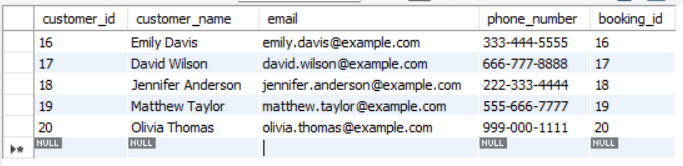 customer_id customer_name email phone_number booking_id
16 Emily Davis emily.davis@example.com 333-444-5555 16
17 David Wilson david.wilson@example.com 666-777-8888 17
18 Jennifer Anderson jennifer.anderson@example.com 222-333-4444 18
19 Matthew Taylor matthew.taylor@example.com 555-666-7777 19
20 Olivia Thomas olivia.thomas@example.com 999-000-1111 20
NULL NULL NULL NULL